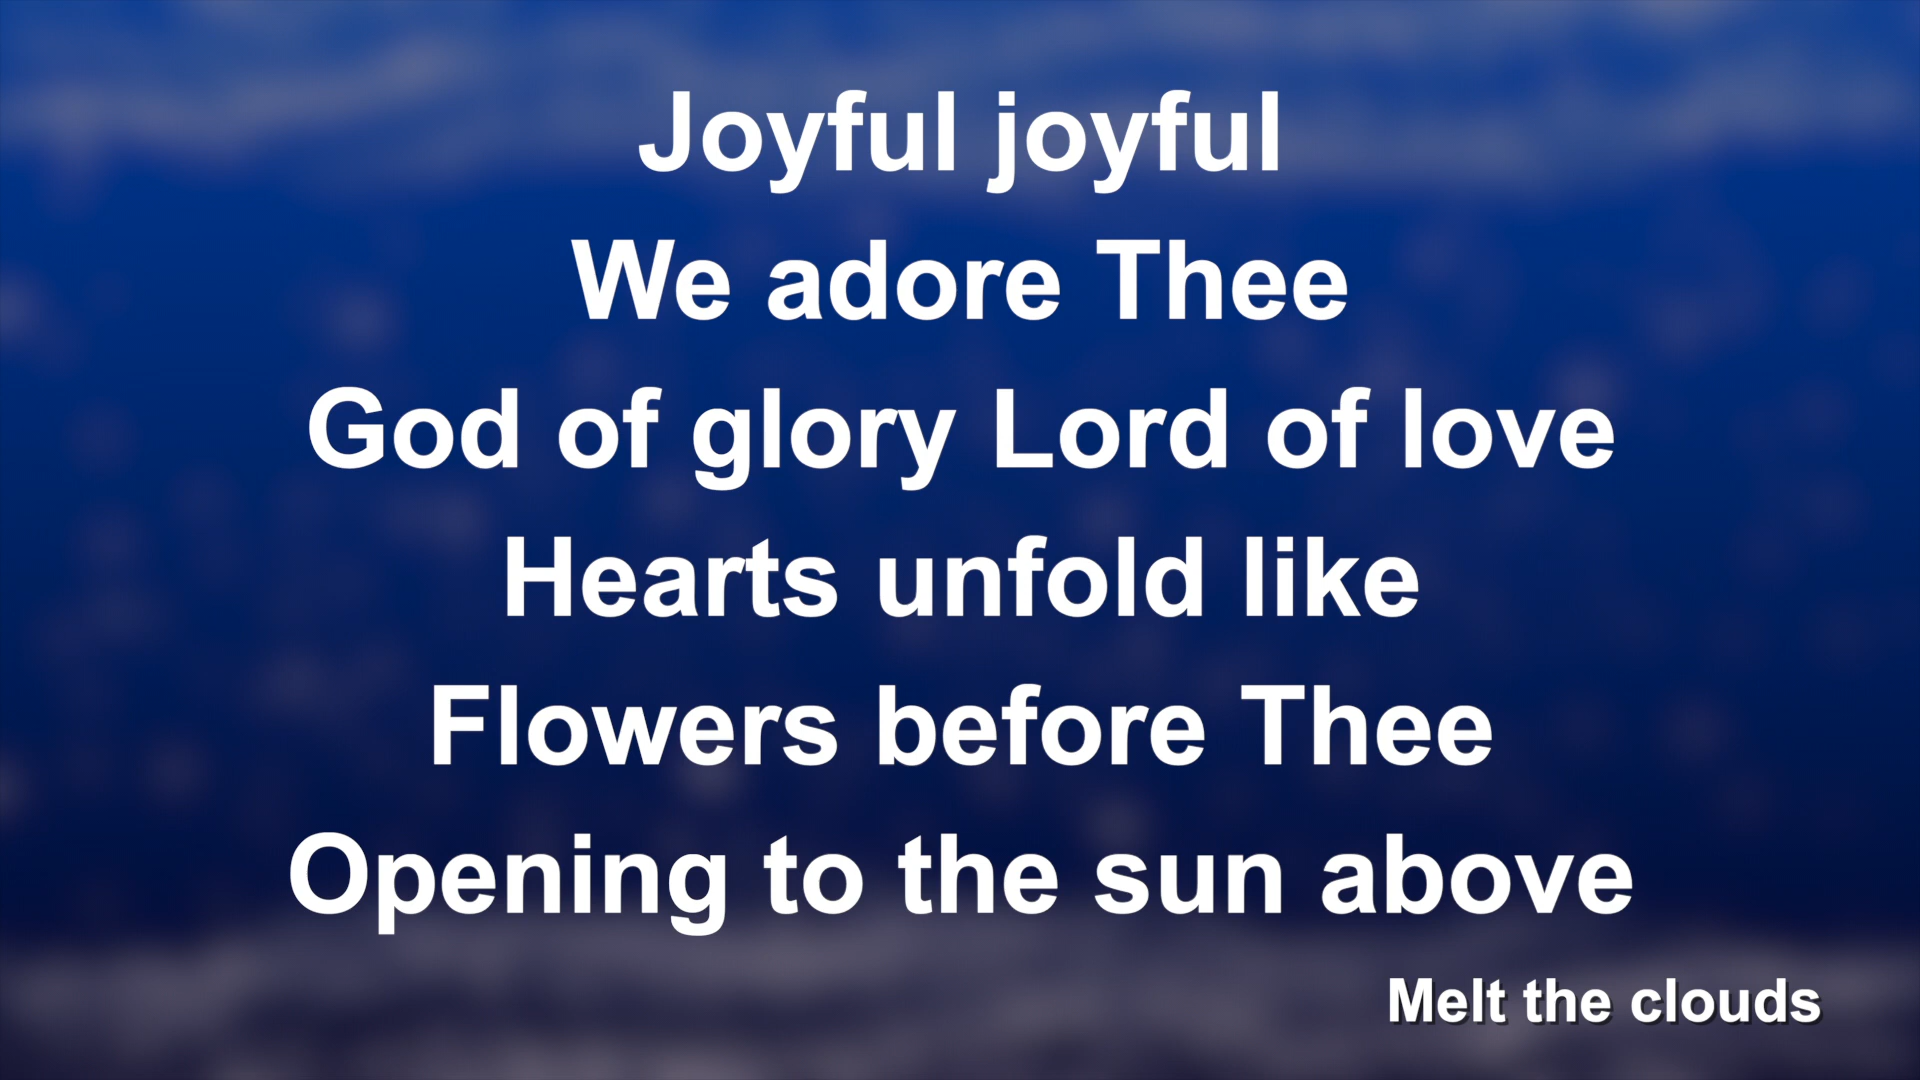 Joyful joyful
We adore Thee
God of glory Lord of love
Hearts unfold like
Flowers before Thee
Opening to the sun above
Melt the clouds